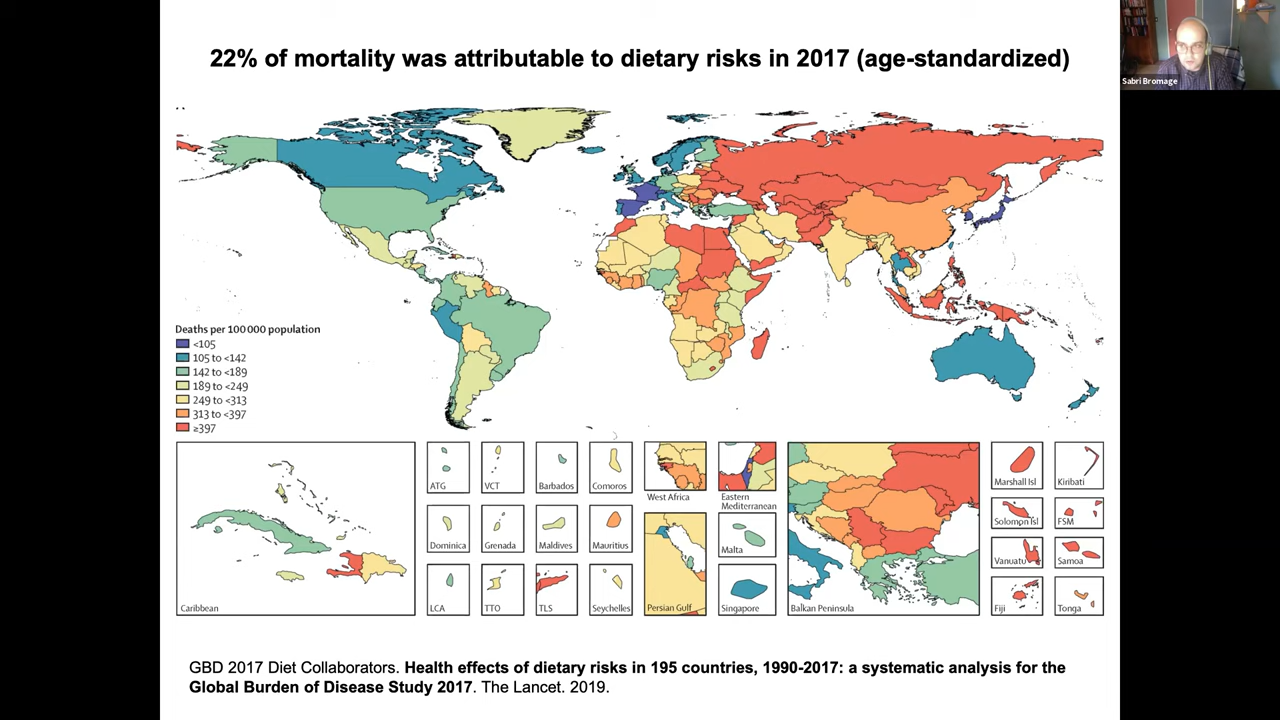 22% of mortality was attributable to dietary risks in 2017 (age-standardized)
Sabri Bromage
Deaths per 100 000 population
<105
105 to <142
142 to <189
189 to <249
249 to <313
313 to <397
≥397
Caribbean
ATG
VCT
Barbados
Comoros
Dominica
Grenada
Maldives
Mauritius
LCA
TTO
TLS
Seychelles
West Africa
Eastern
Mediterranean
Persian Gulf
Malta
Singapore
Balkan Peninsula
Marshall Isl
Kiribati
Solomon Isl
FSM
Vanuatu
Samoa
Fiji
Tonga
GBD 2017 Diet Collaborators. Health effects of dietary risks in 195 countries, 1990-2017: a systematic analysis for the
Global Burden of Disease Study 2017. The Lancet. 2019.